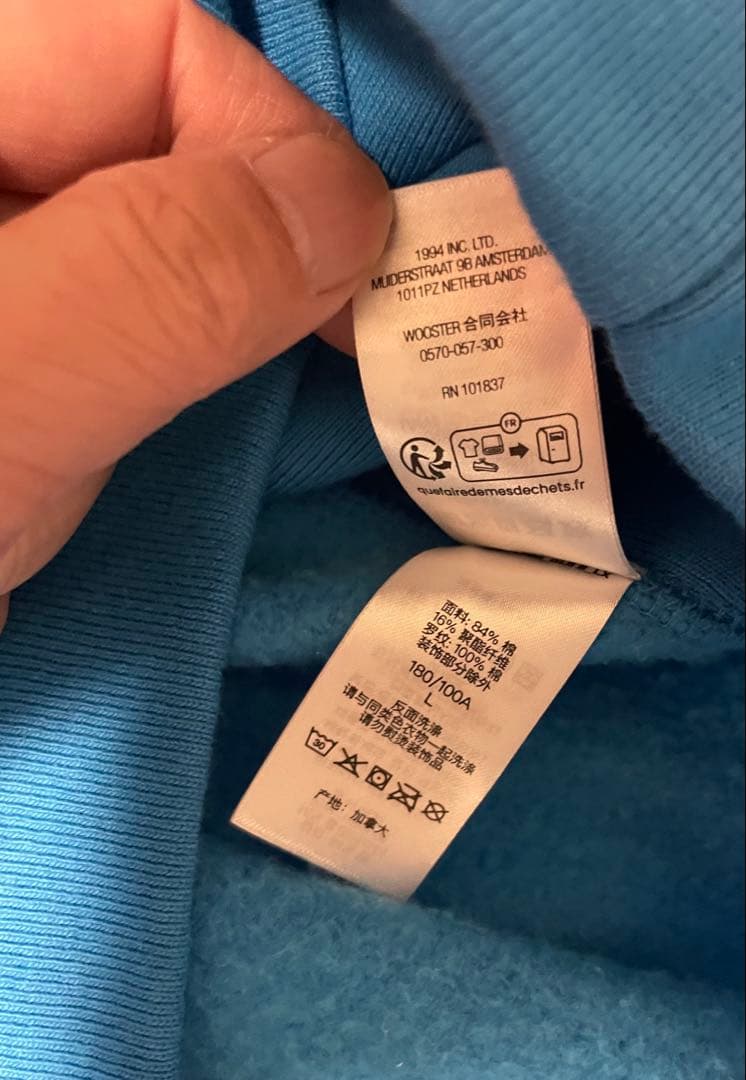 1994 INC. LTD.
MUIDERSTRAAT 9B AMSTERDAM
1011PZ NETHERLANDS
WOOSTER 合同会社
0570-057-300
RN 101837
FR
quefairedemesdechets.fr
面料: 84% 棉
16% 聚酯纤维
罗纹: 100% 棉
装饰部分除外
180/100A
L
反面洗涤
请与同类色衣物一起洗涤
请勿熨烫装饰品
30
产地: 加拿大